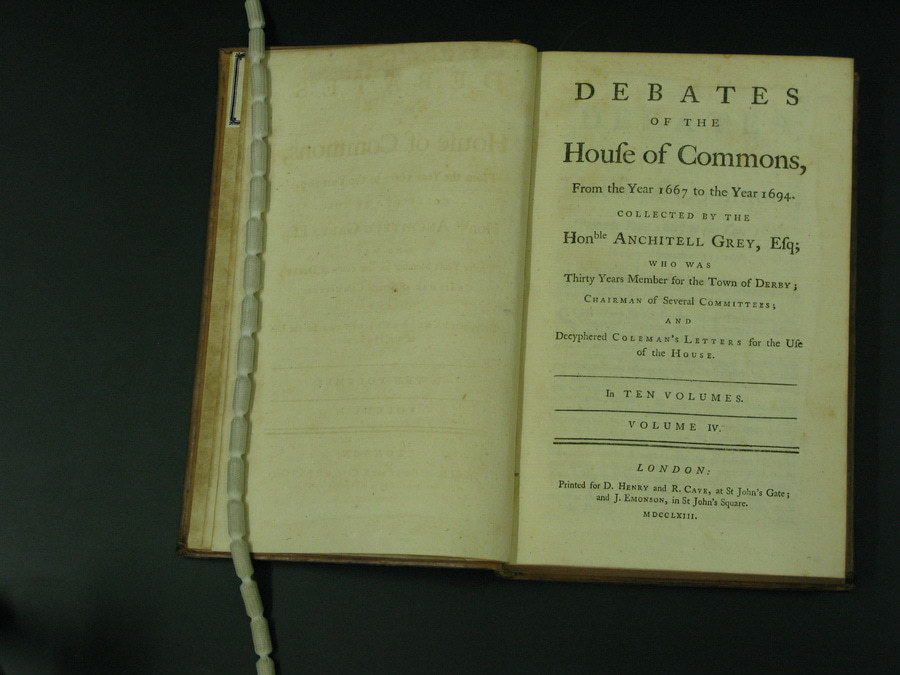 DEBATES
OF THE
Houſe of Commons,
From the Year 1667 to the Year 1694.
COLLECTED BY THE
Honble ANCHITELL GREY, Eſq;
WHO WAS
Thirty Years Member for the Town of DERBY;
CHAIRMAN of Several COMMITTEES;
AND
Decyphered COLEMAN'S LETTERS for the Uſe
of the HOUSE.
In TEN VOLUMES.
VOLUME IV.
LONDON:
Printed for D. HENRY and R. CAVE, at St John's Gate;
and J. EMONSON, in St John's Square.
MDCCLXIII.